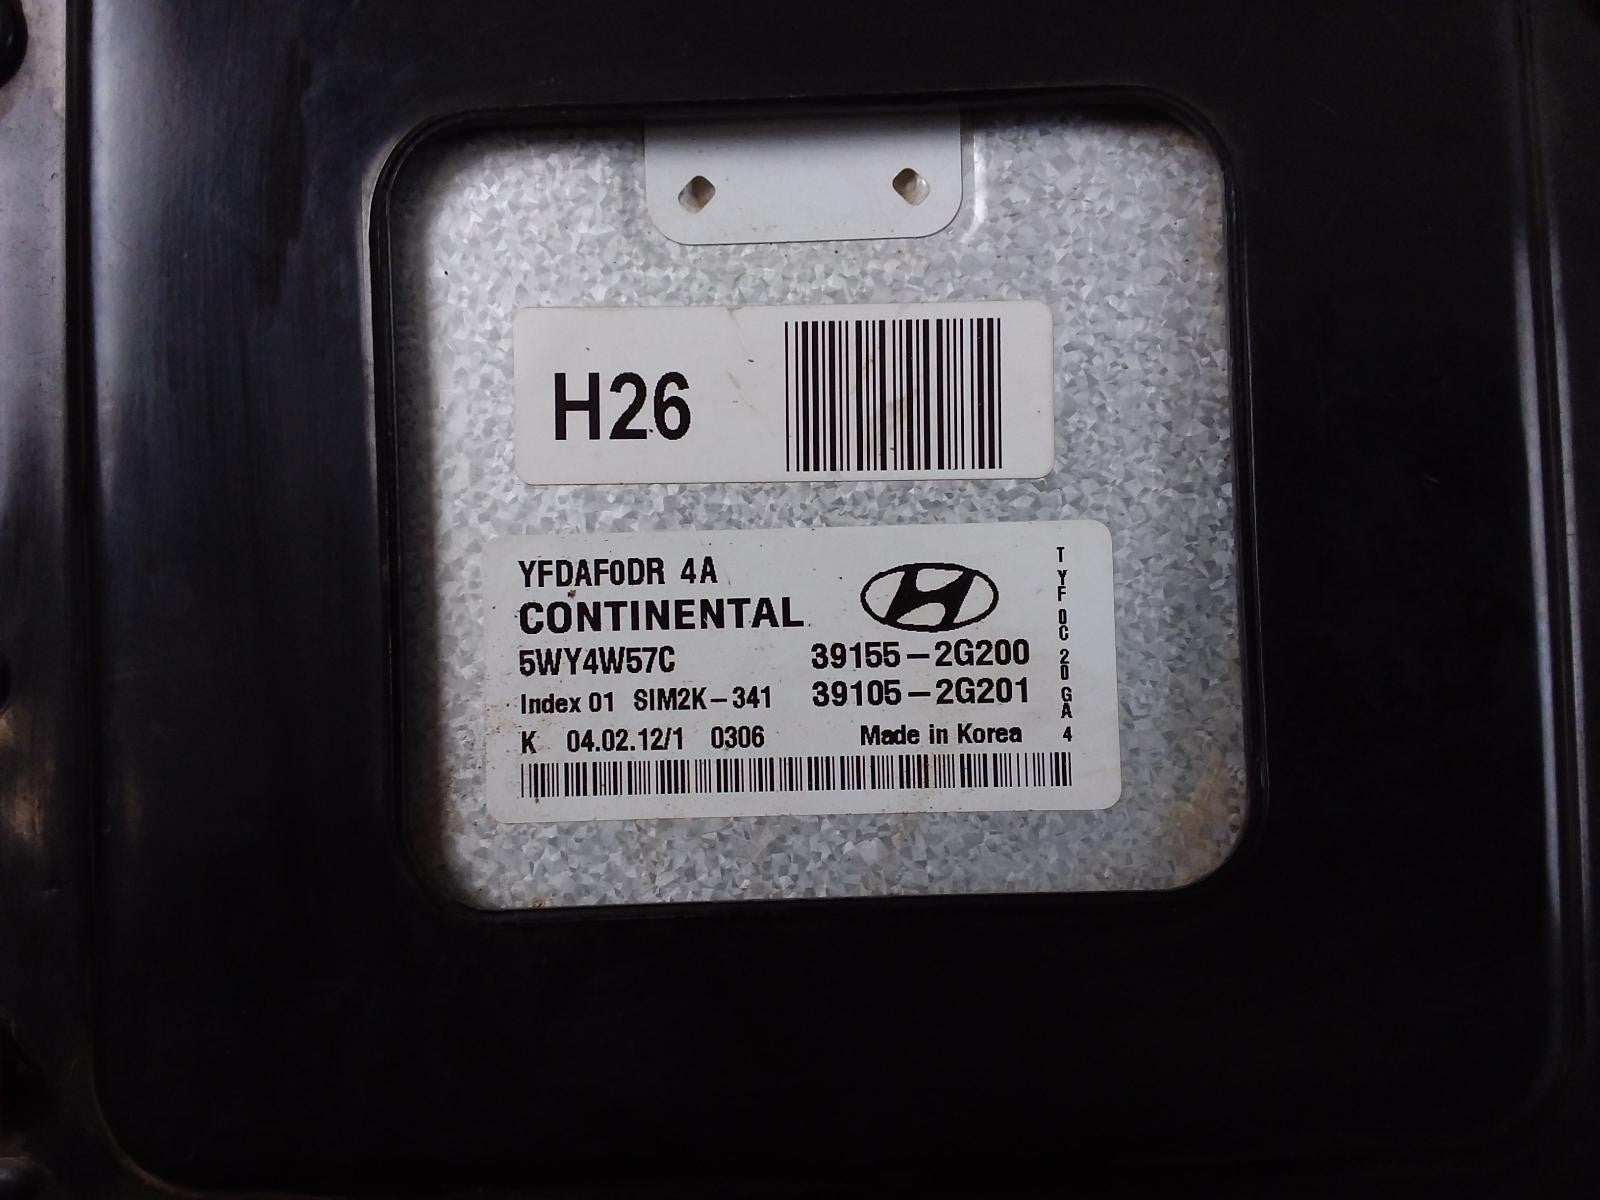 H26
YFDAF0DR 4A
CONTINENTAL
5WY4W57C 39155-2G200
Index 01 SIM2K-341 39105-2G201
K 04.02.12/1 0306 Made in Korea
TYF0C20GA4